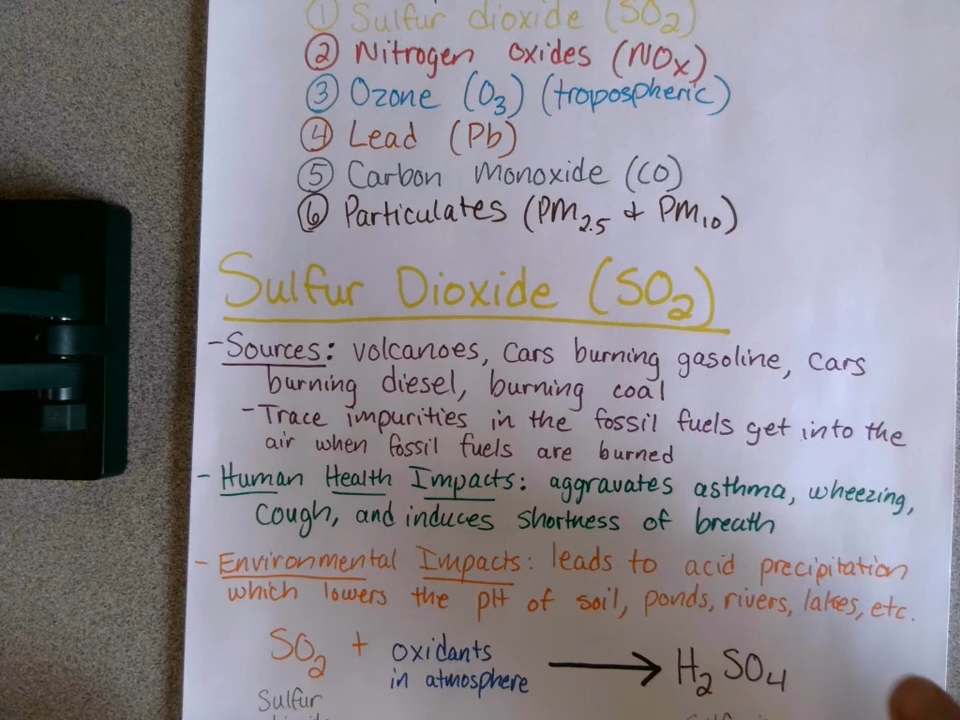 ① Sulfur dioxide (SO₂)
② Nitrogen oxides (NOx)
③ Ozone (O₃) (tropospheric)
④ Lead (Pb)
⑤ Carbon Monoxide (CO)
⑥ Particulates (PM₂.₅ + PM₁₀)
Sulfur Dioxide (SO₂)
- Sources: volcanoes, cars burning gasoline, cars
burning diesel, burning coal
- Trace impurities in the fossil fuels get into the
air when fossil fuels are burned
- Human Health Impacts: aggravates asthma, wheezing,
cough, and induces shortness of breath
- Environmental Impacts: leads to acid precipitation
which lowers the pH of soil, ponds, rivers, lakes, etc.
SO₂ + oxidants in atmosphere → H₂SO₄
Sulfur